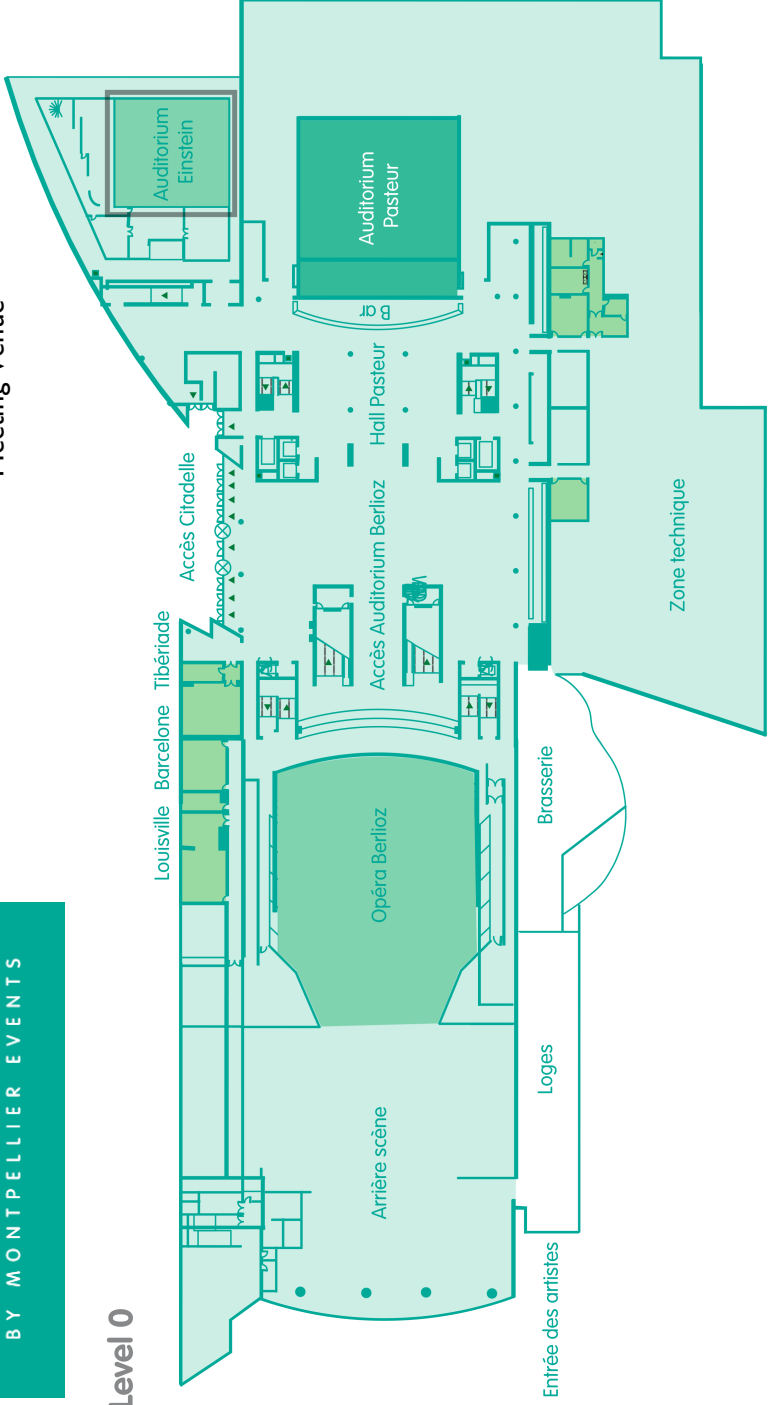 Meeting Venue
BY MONTPELLIER EVENTS
Level 0
Auditorium
Einstein
Louisville
Barcelone
Tibériade
Accès Citadelle
Auditorium
Pasteur
Bar
Hall Pasteur
Accès Auditorium Berlioz
Opéra Berlioz
Arrière scène
Entrée des artistes
Loges
Brasserie
Zone technique